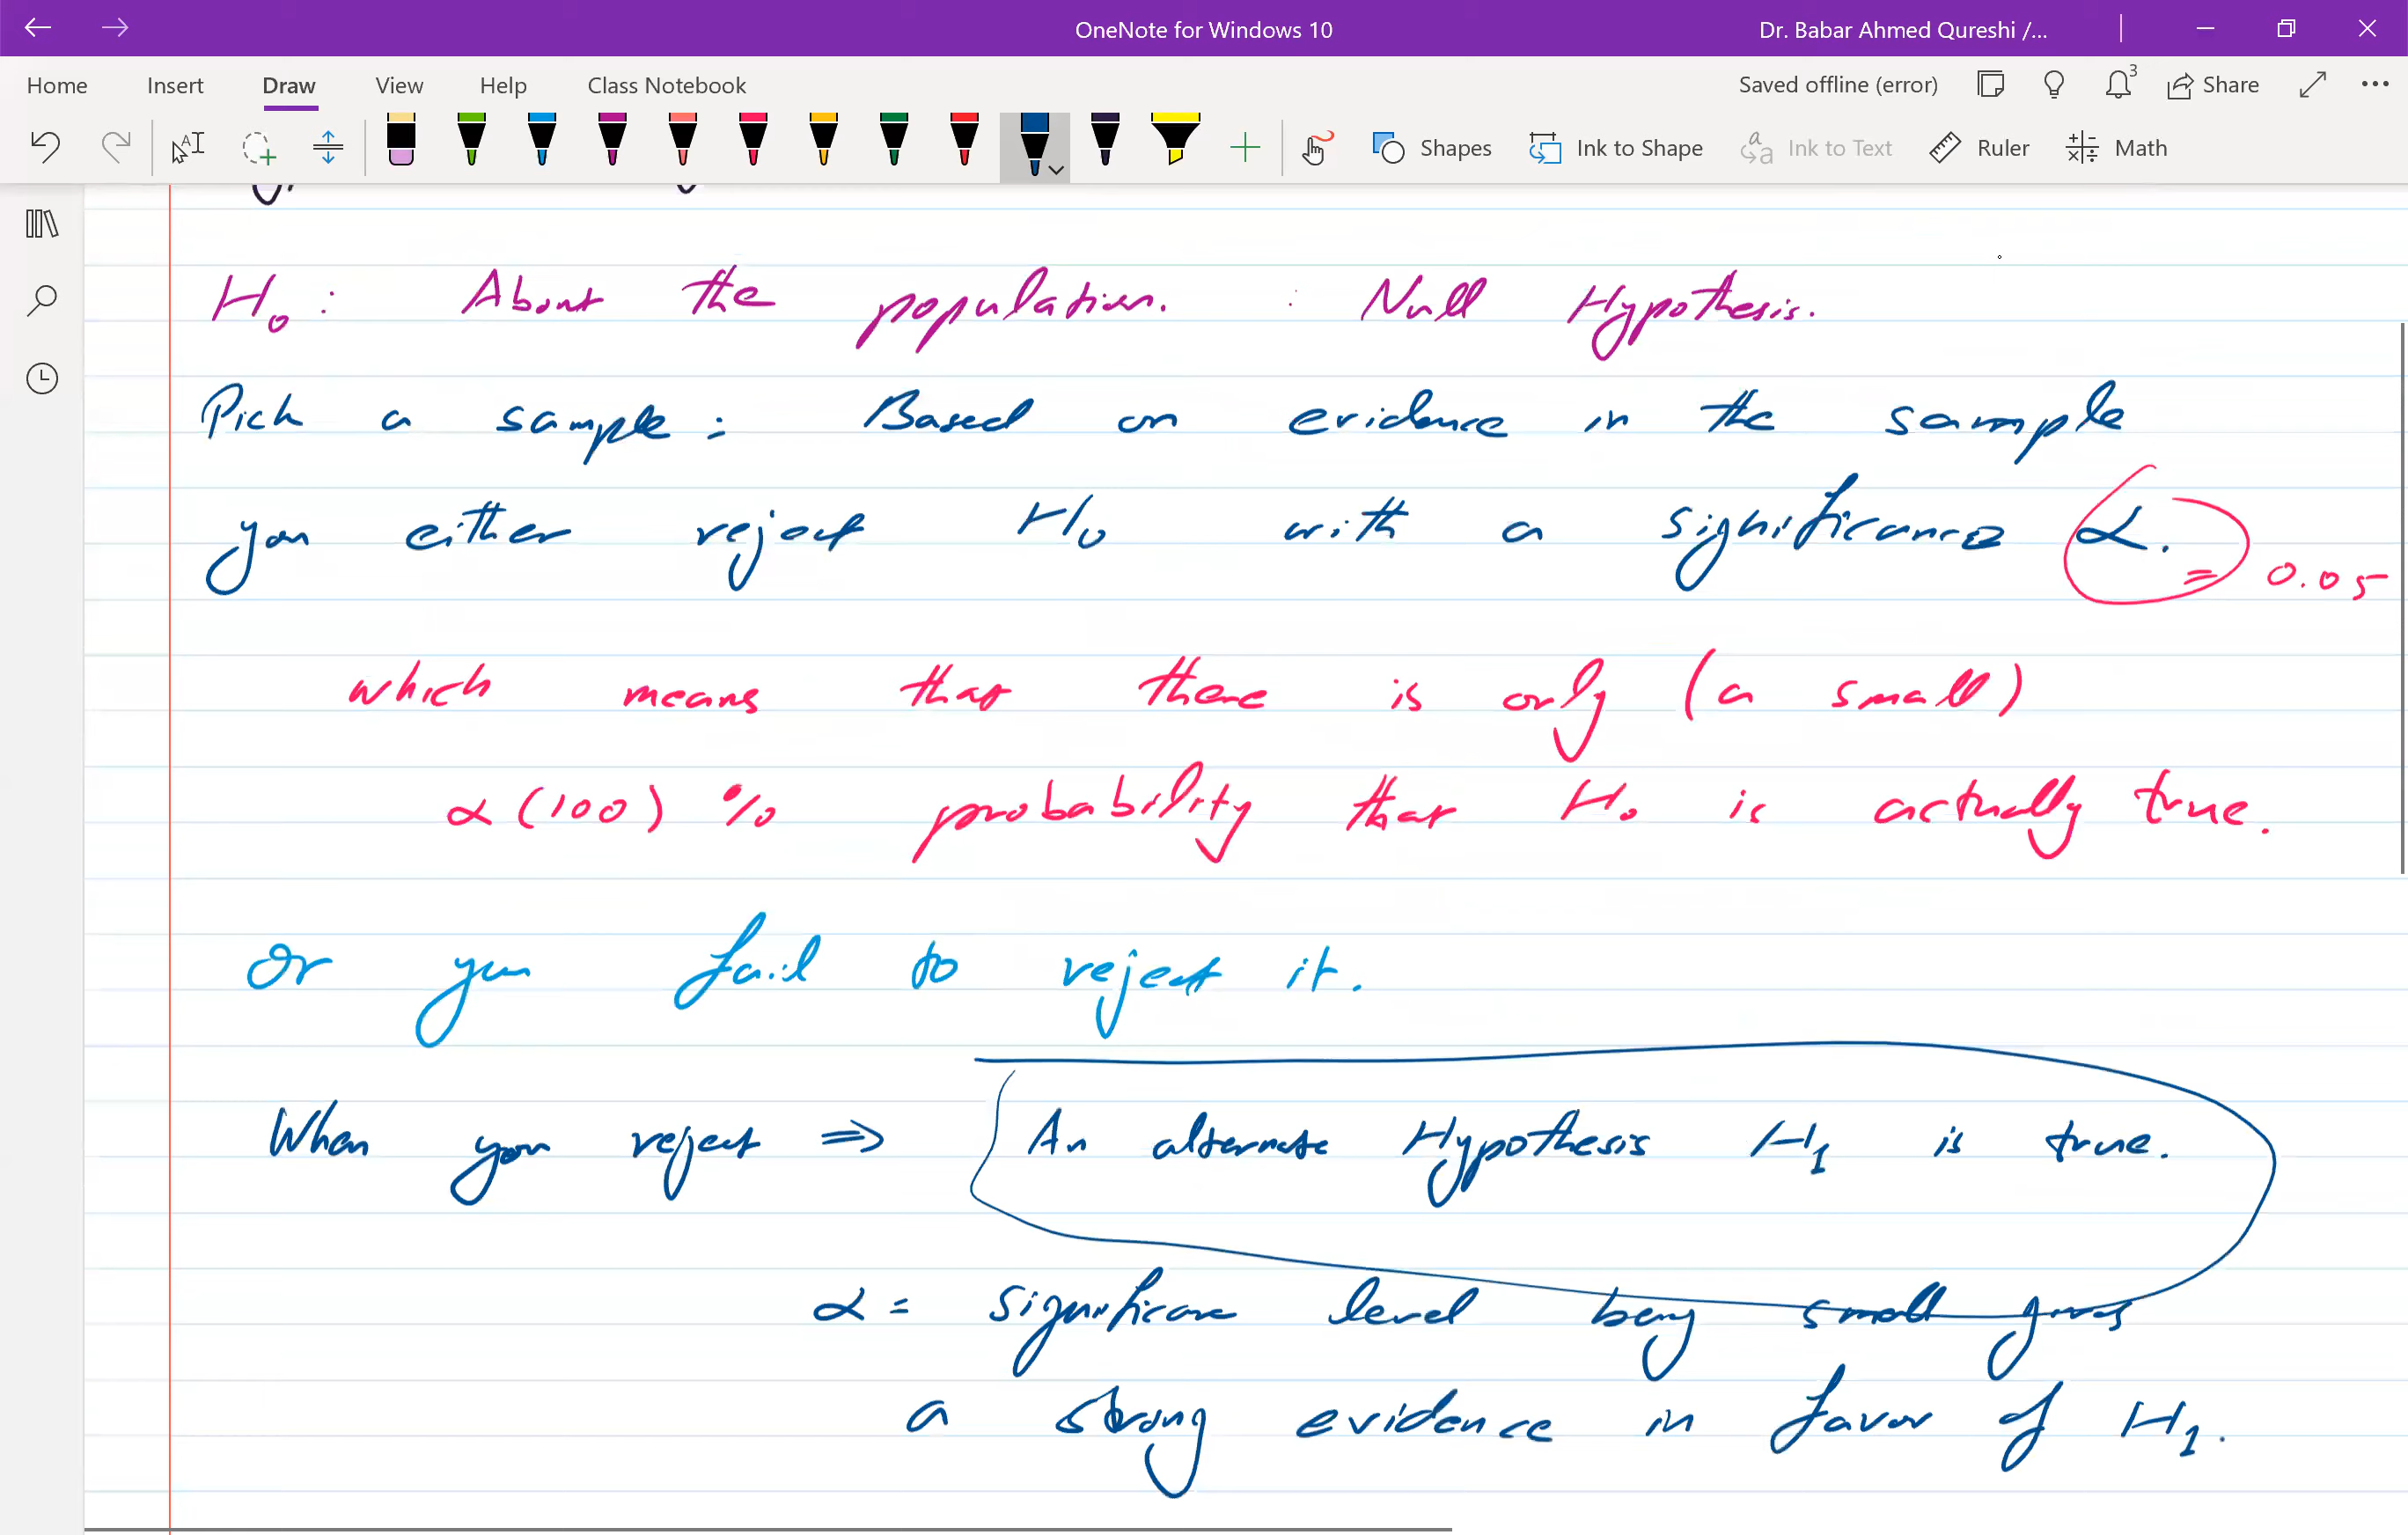 OneNote for Windows 10
Dr. Babar Ahmed Qureshi /...
Home Insert Draw View Help Class Notebook
Saved offline (error) 3 Share
Shapes Ink to Shape Ink to Text Ruler Math
H₀ : About the population. : Null Hypothesis.
Pick a sample : Based on evidence in the sample
you either reject H₀ with a significance α. = 0.05
which means that there is only (a small)
α (100) % probability that H₀ is actually true.
or you fail to reject it.
When you reject ⇒ An alternate Hypothesis H₁ is true.
α = significance level being small gives
a strong evidence in favor of H₁.